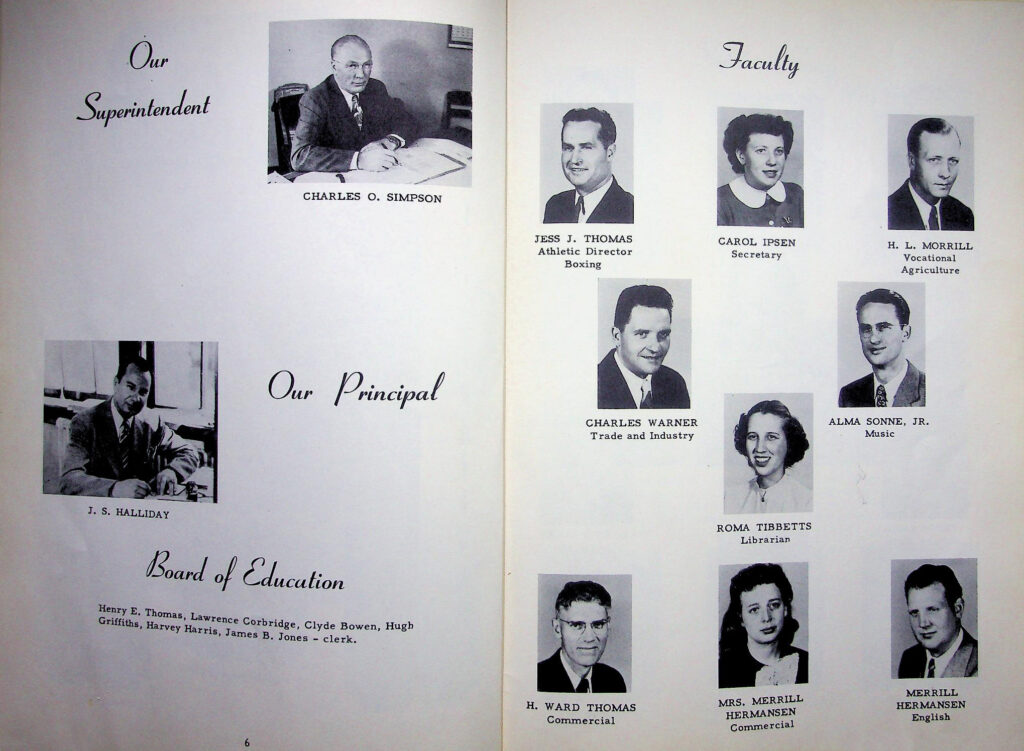 Our
Superintendent
CHARLES O. SIMPSON
Our Principal
J. S. HALLIDAY
Board of Education
Henry E. Thomas, Lawrence Corbridge, Clyde Bowen, Hugh
Griffiths, Harvey Harris, James B. Jones - clerk.
6
Faculty
JESS J. THOMAS
Athletic Director
Boxing
CAROL IPSEN
Secretary
H. L. MORRILL
Vocational
Agriculture
CHARLES WARNER
Trade and Industry
ALMA SONNE, JR.
Music
ROMA TIBBETTS
Librarian
H. WARD THOMAS
Commercial
MRS. MERRILL
HERMANSEN
Commercial
MERRILL
HERMANSEN
English